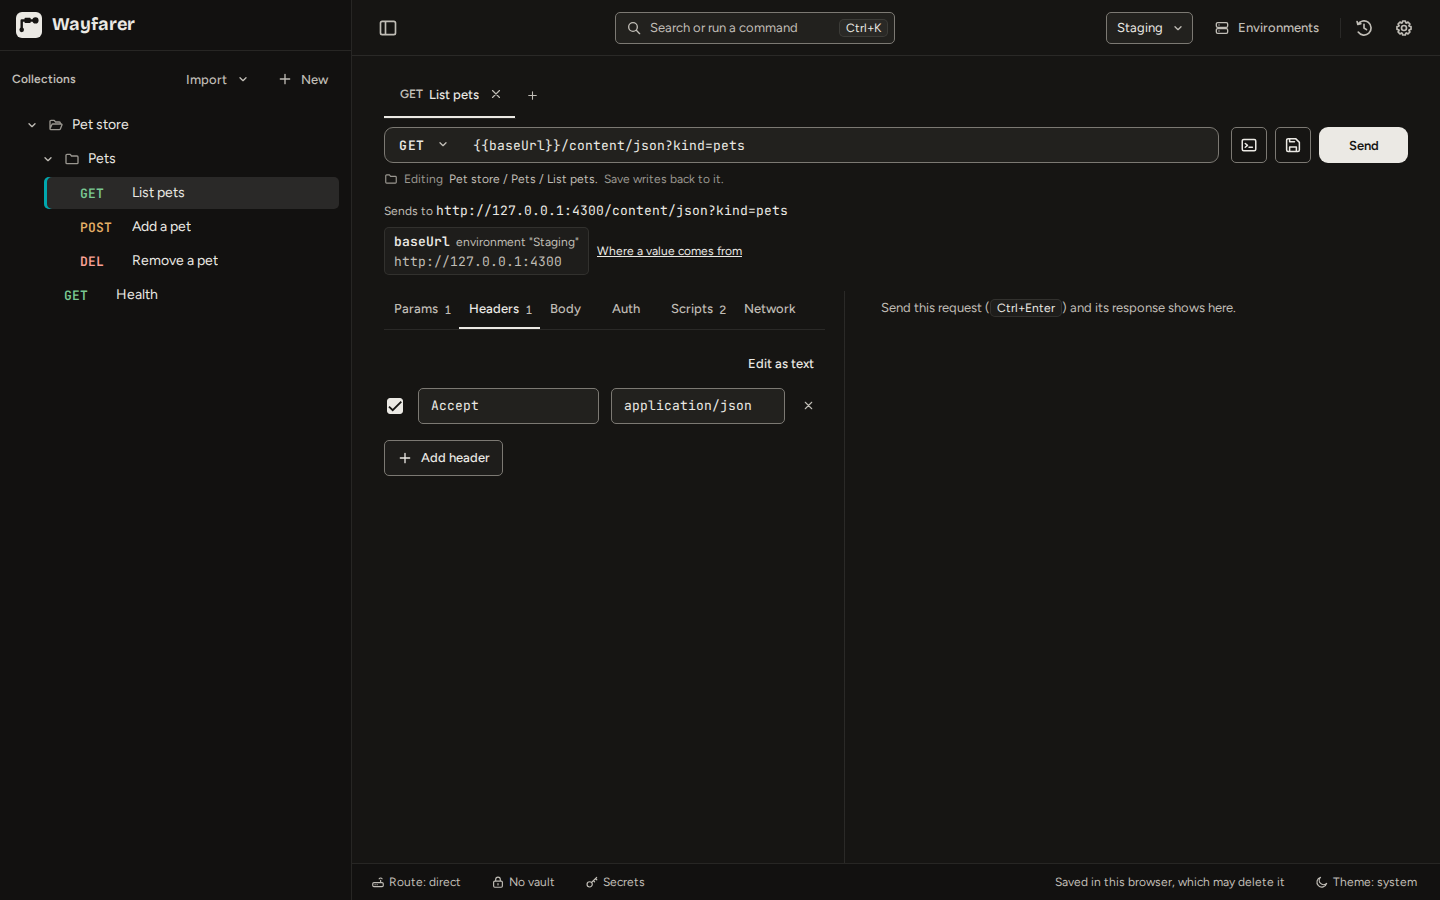 Wayfarer
Search or run a command Ctrl+K
Staging
Environments
Collections
Import
New
Pet store
Pets
GET List pets
POST Add a pet
DEL Remove a pet
GET Health
GET List pets
GET {{baseUrl}}/content/json?kind=pets
Send
Editing Pet store / Pets / List pets. Save writes back to it.
Sends to http://127.0.0.1:4300/content/json?kind=pets
baseUrl environment "Staging"
http://127.0.0.1:4300
Where a value comes from
Params 1 Headers 1 Body Auth Scripts 2 Network
Edit as text
Accept application/json
Add header
Send this request (Ctrl+Enter) and its response shows here.
Route: direct
No vault
Secrets
Saved in this browser, which may delete it
Theme: system